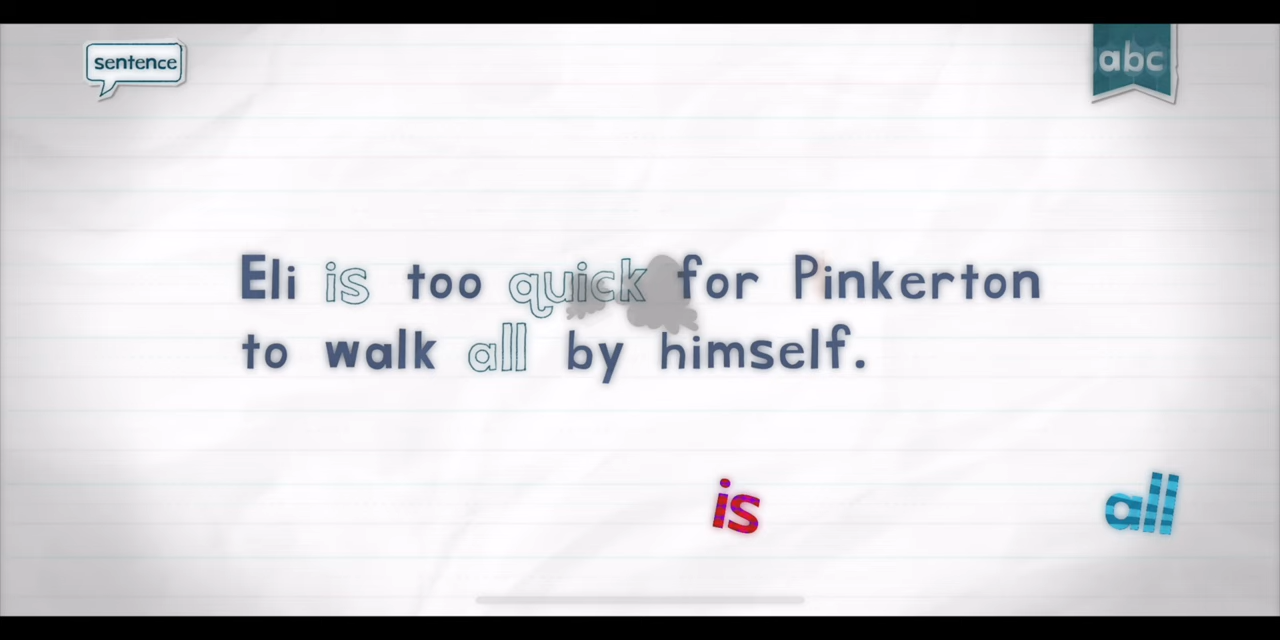 sentence
abc
Eli is too quick for Pinkerton
to walk all by himself.
is
all